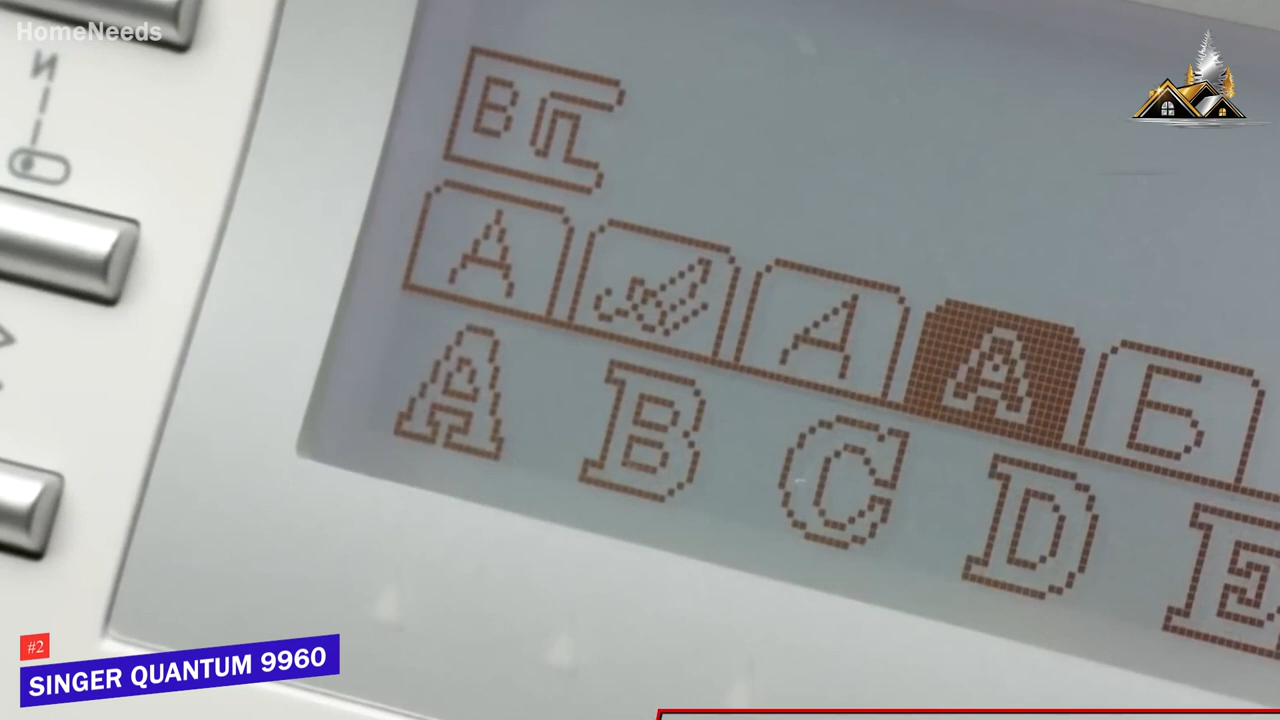 HomeNeeds
B
A A A A Б
A B C D E
#2
SINGER QUANTUM 9960